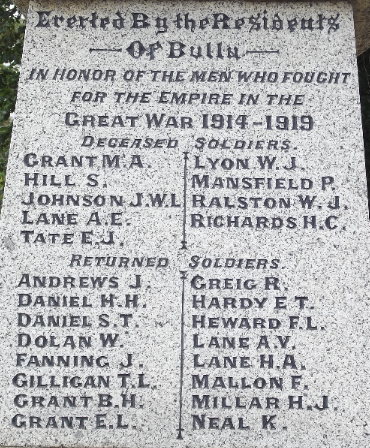 Erected By the Residents
Of Bulla
IN HONOR OF THE MEN WHO FOUGHT
FOR THE EMPIRE IN THE
GREAT WAR 1914-1919
DECEASED SOLDIERS.
GRANT M.A. LYON W.J.
HILL S. MANSFIELD P.
JOHNSON J.W.L RALSTON W.J.
LANE A.E. RICHARDS H.C.
TATE E.J.
RETURNED SOLDIERS.
ANDREWS J. GREIG R.
DANIEL H.H. HARDY E.T.
DANIEL S.T. HEWARD F.L.
DOLAN W. LANE A.V.
FANNING J. LANE H.A.
GILLIGAN T.L. MALLON F.
GRANT B.H. MILLAR H.J.
GRANT E.L. NEAL K.